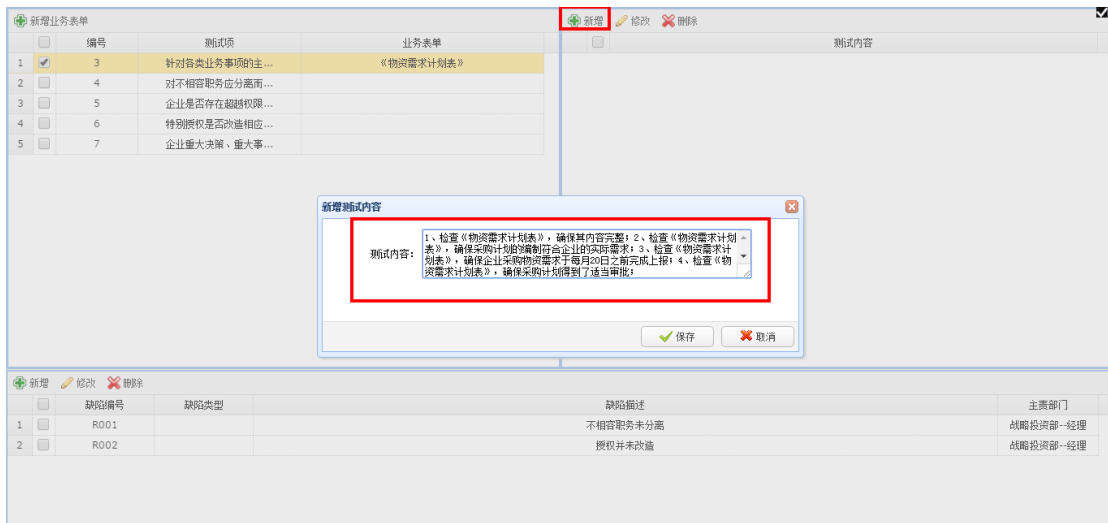 新增业务表单
新增 修改 删除
编号 测试项 业务表单
测试内容
1 3 针对各类业务事项的主... 《物资需求计划表》
2 4 对不相容职务应分离而...
3 5 企业是否存在超越权限...
4 6 特别授权是否改造相应...
5 7 企业重大决策、重大事...
新增测试内容
测试内容：
1、检查《物资需求计划表》，确保其内容完整；2、检查《物资需求计划
表》，确保采购计划的编制符合企业的实际需求；3、检查《物资需求计
划表》，确保企业采购物资需求于每月20日之前完成上报；4、检查《物
资需求计划表》，确保采购计划得到了适当审批；
保存 取消
新增 修改 删除
缺陷编号 缺陷类型 缺陷描述 主责部门
1 R001 不相容职务未分离 战略投资部--经理
2 R002 授权并未改造 战略投资部--经理